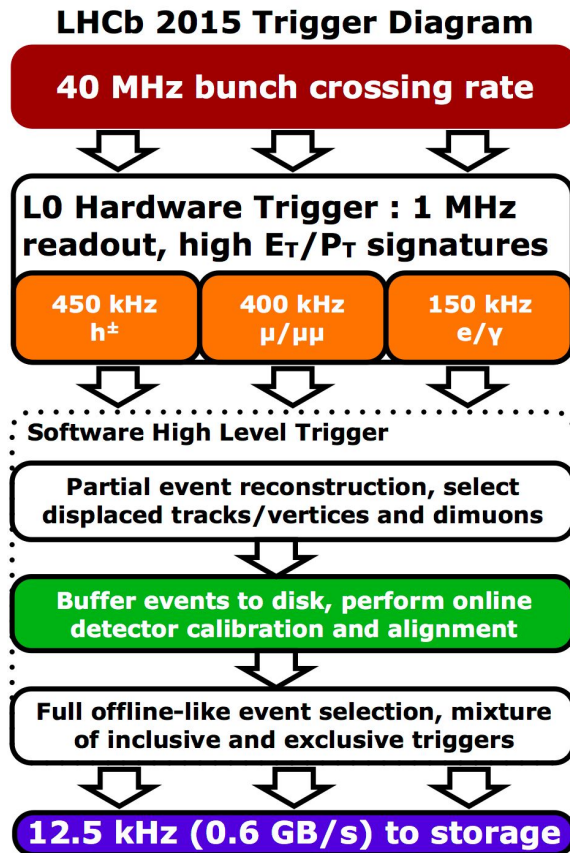 LHCb 2015 Trigger Diagram
40 MHz bunch crossing rate
L0 Hardware Trigger : 1 MHz
readout, high E_T/P_T signatures
450 kHz
h±
400 kHz
μ/μμ
150 kHz
e/γ
Software High Level Trigger
Partial event reconstruction, select
displaced tracks/vertices and dimuons
Buffer events to disk, perform online
detector calibration and alignment
Full offline-like event selection, mixture
of inclusive and exclusive triggers
12.5 kHz (0.6 GB/s) to storage